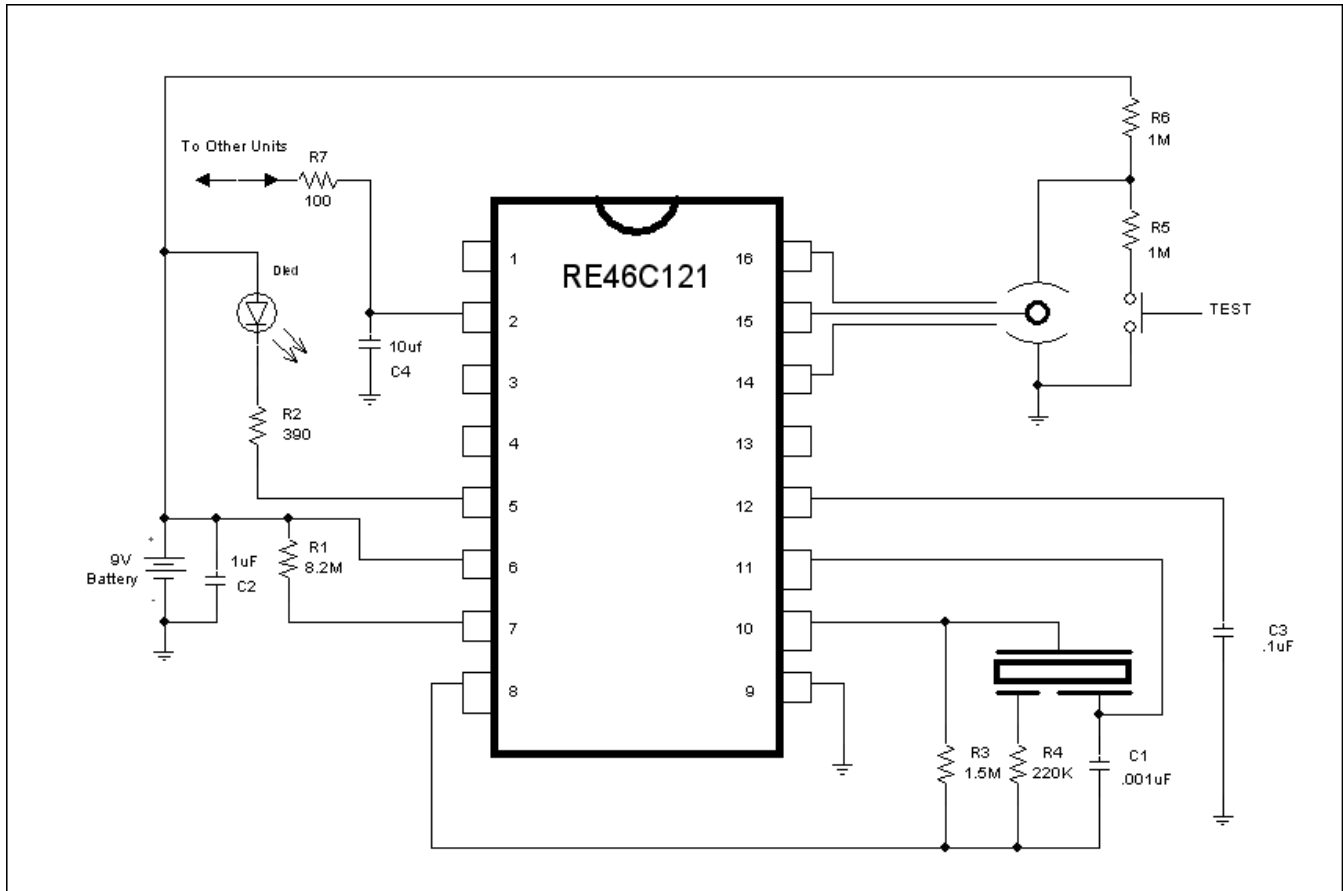 R6
1M
To Other Units
R7
100
R5
1M
Dled
RE46C121
1
2
3
4
5
6
7
8
16
15
14
13
12
11
10
9
TEST
10uf
C4
R2
390
+
9V
Battery
-
1uF
C2
R1
8.2M
C3
.1uF
R3
1.5M
R4
220K
C1
.001uF